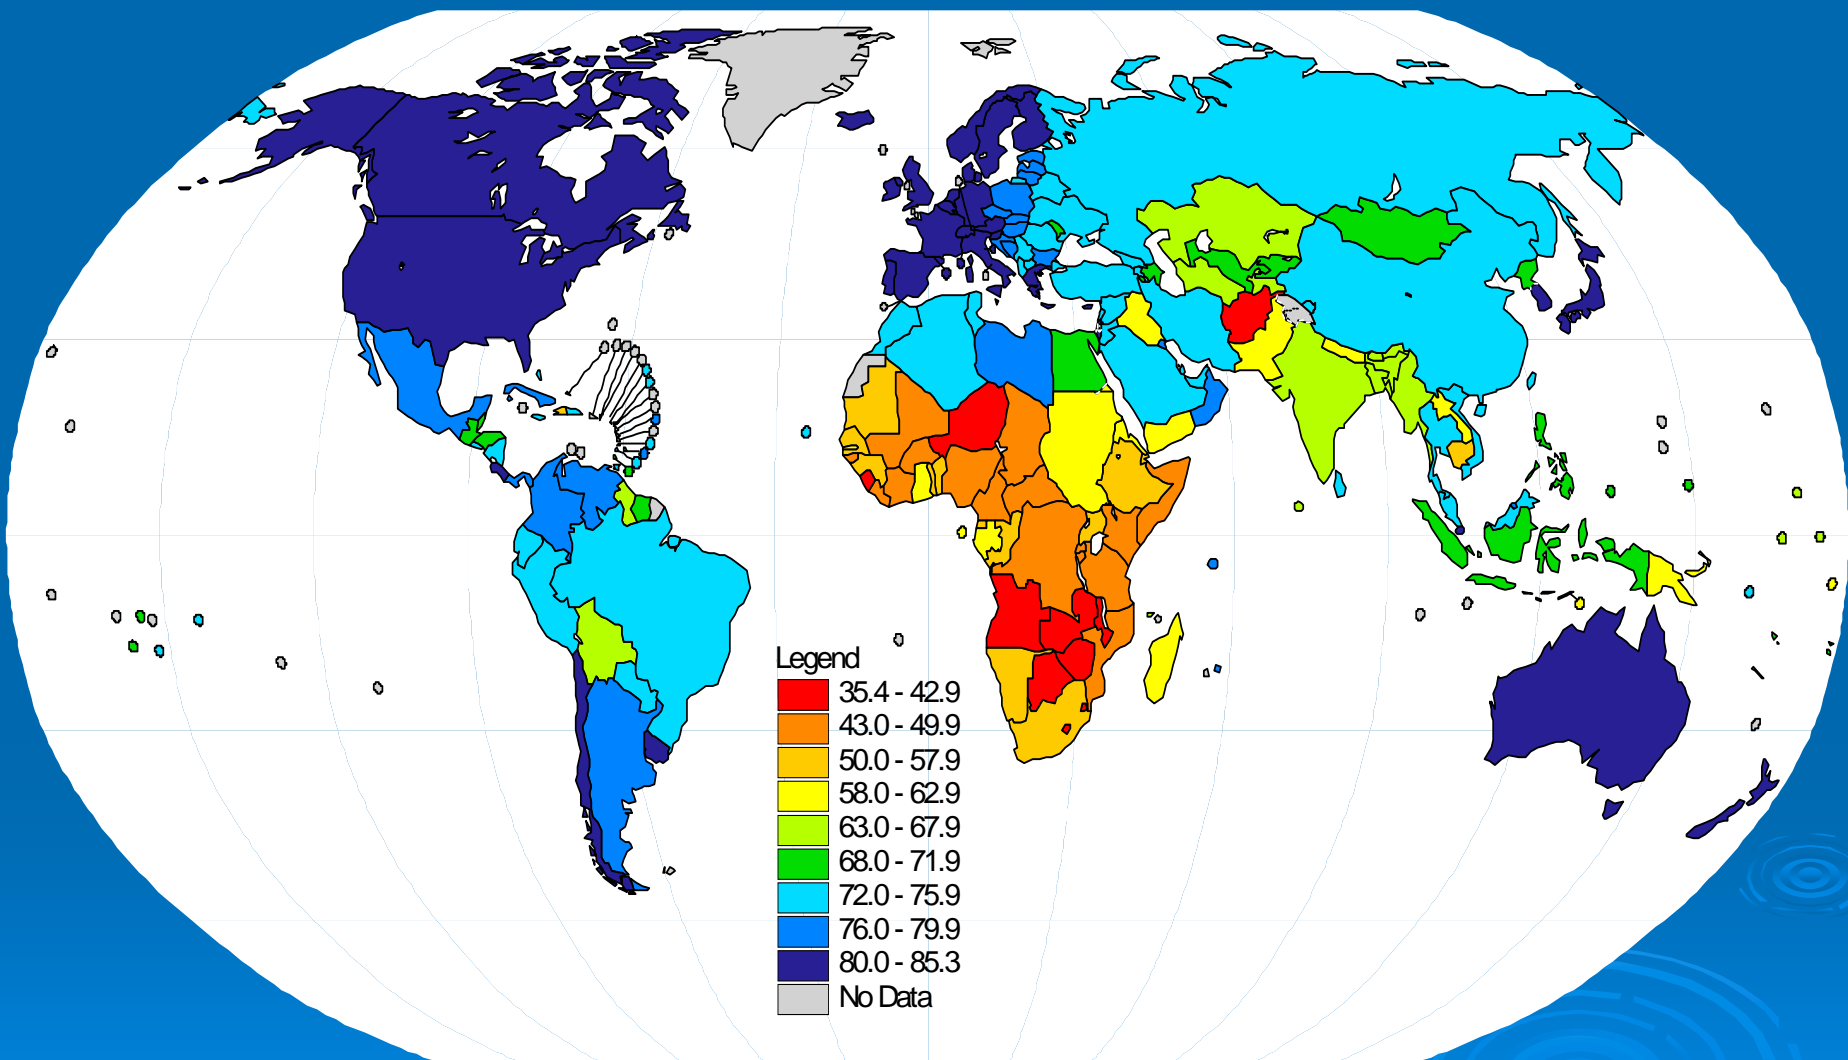 Legend
35.4 - 42.9
43.0 - 49.9
50.0 - 57.9
58.0 - 62.9
63.0 - 67.9
68.0 - 71.9
72.0 - 75.9
76.0 - 79.9
80.0 - 85.3
No Data